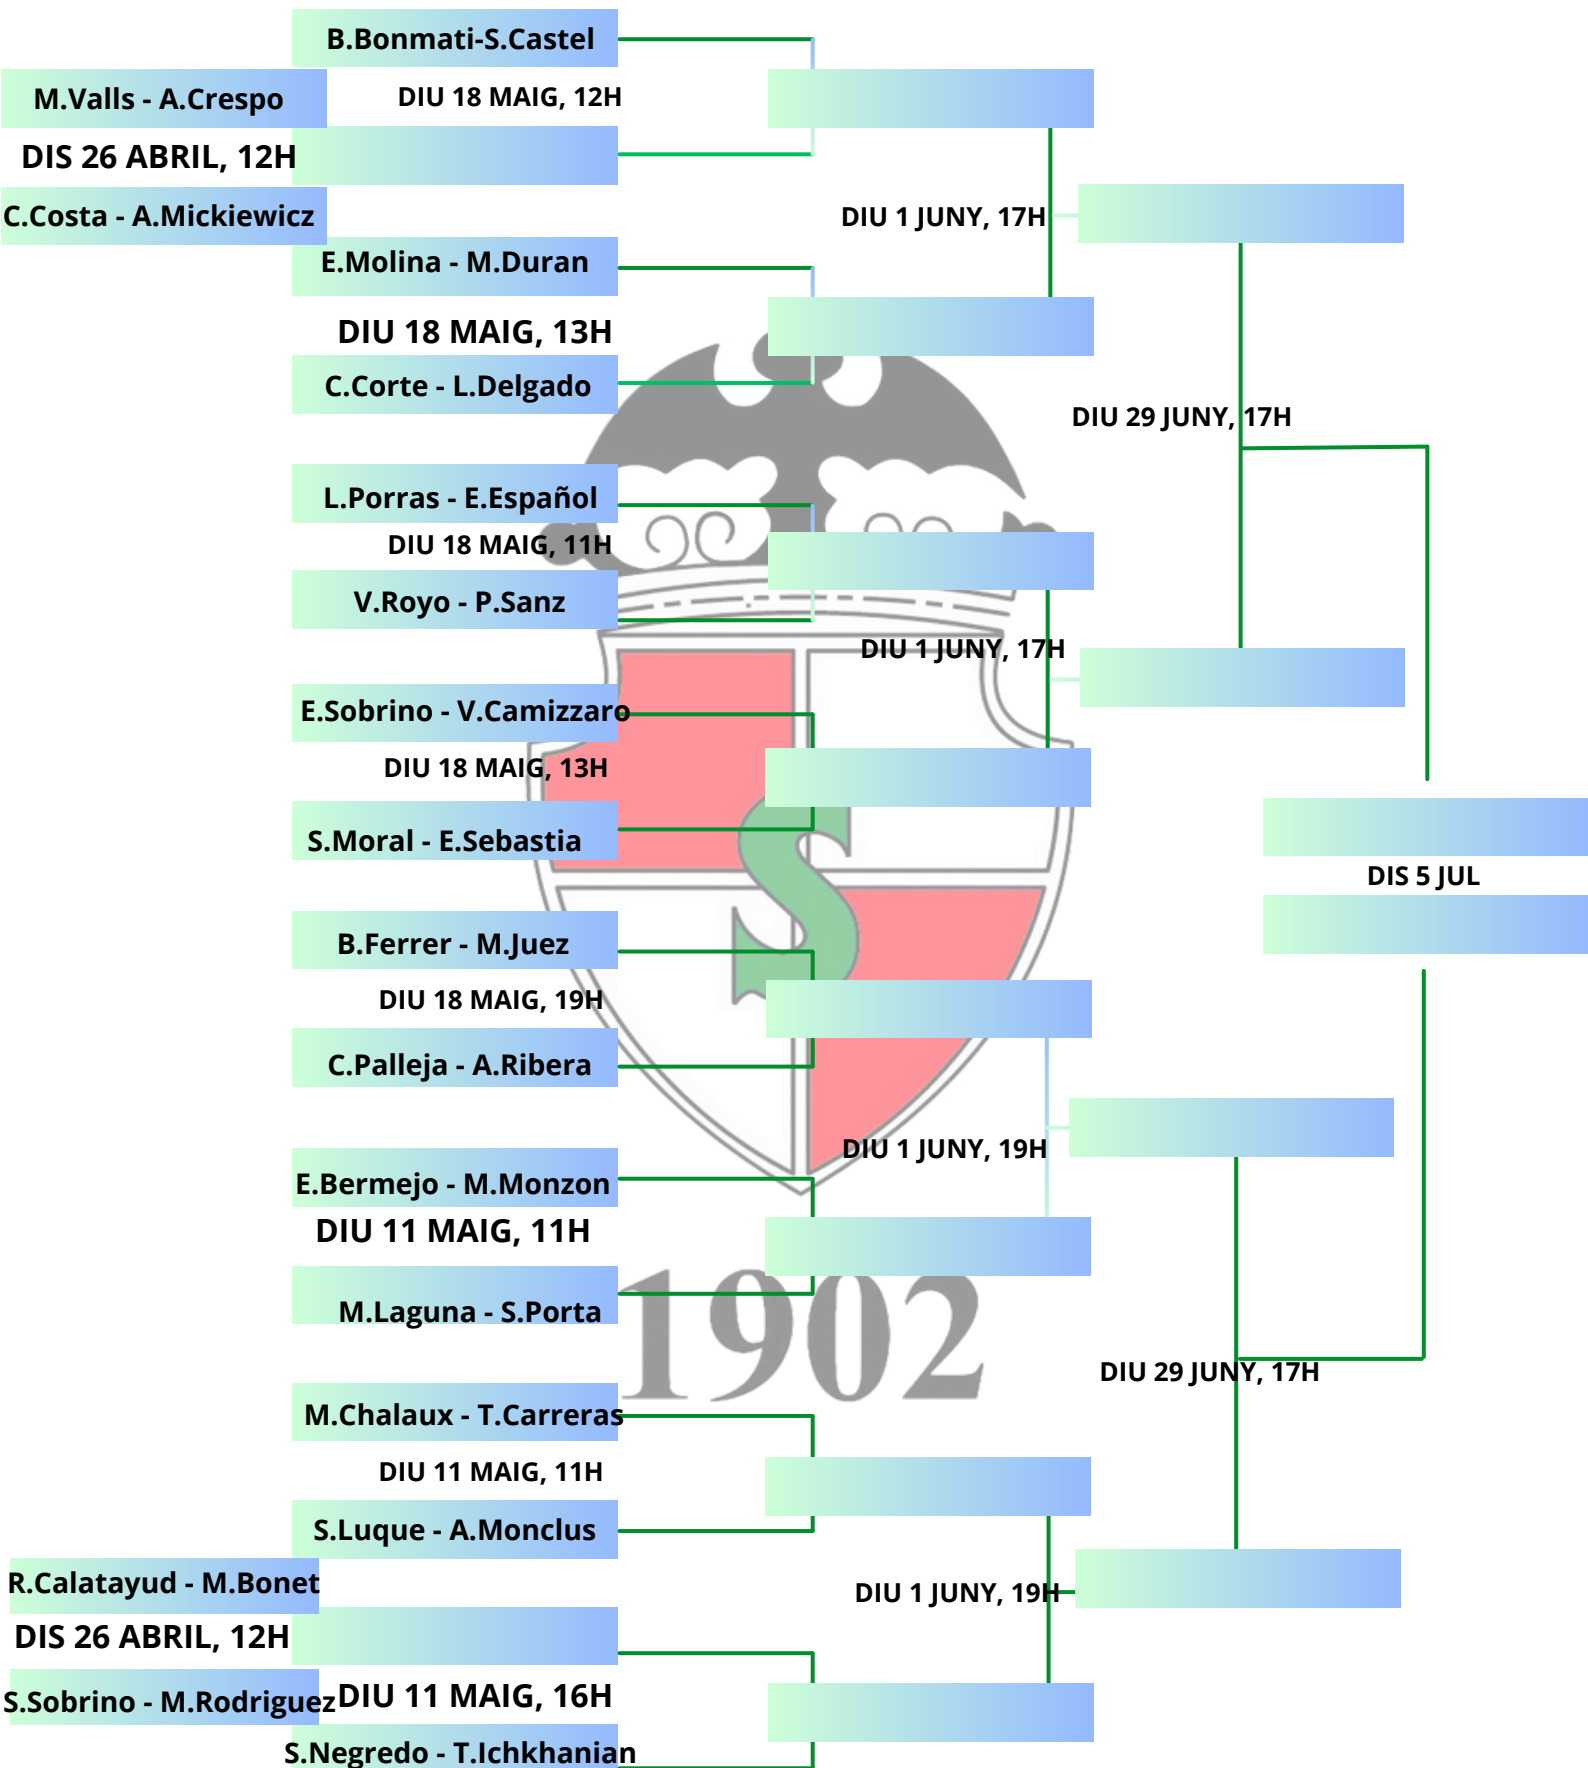 B.Bonmati-S.Castel
M.Valls - A.Crespo
DIU 18 MAIG, 12H
DIS 26 ABRIL, 12H
C.Costa - A.Mickiewicz
DIU 1 JUNY, 17H
E.Molina - M.Duran
DIU 18 MAIG, 13H
C.Corte - L.Delgado
DIU 29 JUNY, 17H
L.Porras - E.Español
DIU 18 MAIG, 11H
V.Royo - P.Sanz
DIU 1 JUNY, 17H
E.Sobrino - V.Camizzaro
DIU 18 MAIG, 13H
S.Moral - E.Sebastia
S
DIS 5 JUL
B.Ferrer - M.Juez
DIU 18 MAIG, 19H
C.Palleja - A.Ribera
DIU 1 JUNY, 19H
E.Bermejo - M.Monzon
DIU 11 MAIG, 11H
M.Laguna - S.Porta
1902
DIU 29 JUNY, 17H
M.Chalaux - T.Carreras
DIU 11 MAIG, 11H
S.Luque - A.Monclus
R.Calatayud - M.Bonet
DIU 1 JUNY, 19H
DIS 26 ABRIL, 12H
S.Sobrino - M.Rodriguez
DIU 11 MAIG, 16H
S.Negredo - T.Ichkhanian